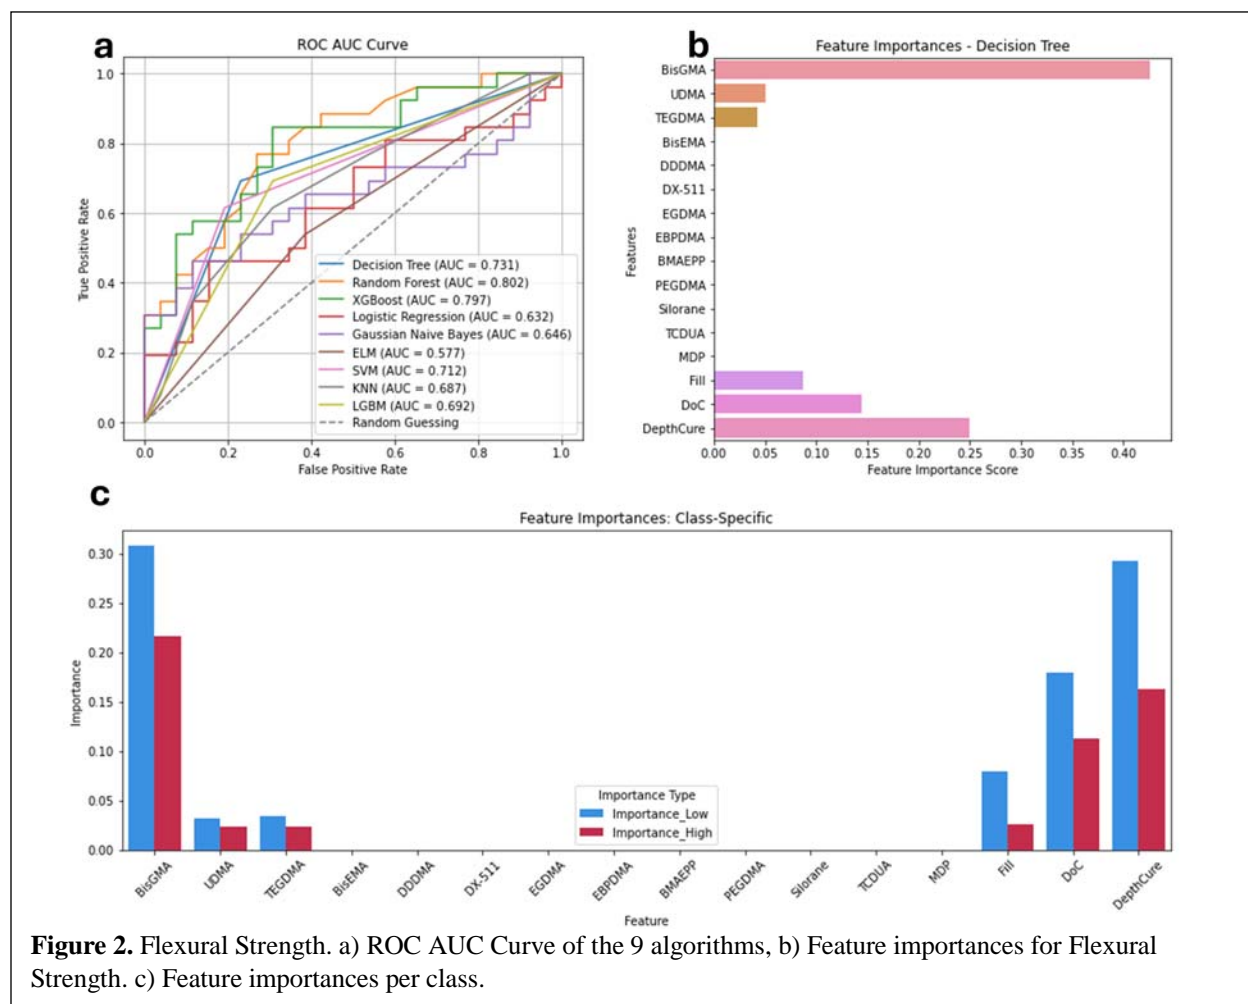 a
ROC AUC Curve
1.0
0.8
0.6
0.4
0.2
0.0
True Positive Rate
0.0 0.2 0.4 0.6 0.8 1.0
False Positive Rate
Decision Tree (AUC = 0.731)
Random Forest (AUC = 0.802)
XGBoost (AUC = 0.797)
Logistic Regression (AUC = 0.632)
Gaussian Naive Bayes (AUC = 0.646)
ELM (AUC = 0.577)
SVM (AUC = 0.712)
KNN (AUC = 0.687)
LGBM (AUC = 0.692)
Random Guessing
b
Feature Importances - Decision Tree
Features
BisGMA
UDMA
TEGDMA
BisEMA
DDDMA
DX-511
EGDMA
EBPDMA
BMAEPP
PEGDMA
Silorane
TCDUA
MDP
Fill
DoC
DepthCure
0.00 0.05 0.10 0.15 0.20 0.25 0.30 0.35 0.40
Feature Importance Score
c
Feature Importances: Class-Specific
0.30
0.25
0.20
0.15
0.10
0.05
0.00
Importance
Importance Type
Importance_Low
Importance_High
BisGMA UDMA TEGDMA BisEMA DDDMA DX-511 EGDMA EBPDMA BMAEPP PEGDMA Silorane TCDUA MDP Fill DoC DepthCure
Feature
Figure 2. Flexural Strength. a) ROC AUC Curve of the 9 algorithms, b) Feature importances for Flexural
Strength. c) Feature importances per class.